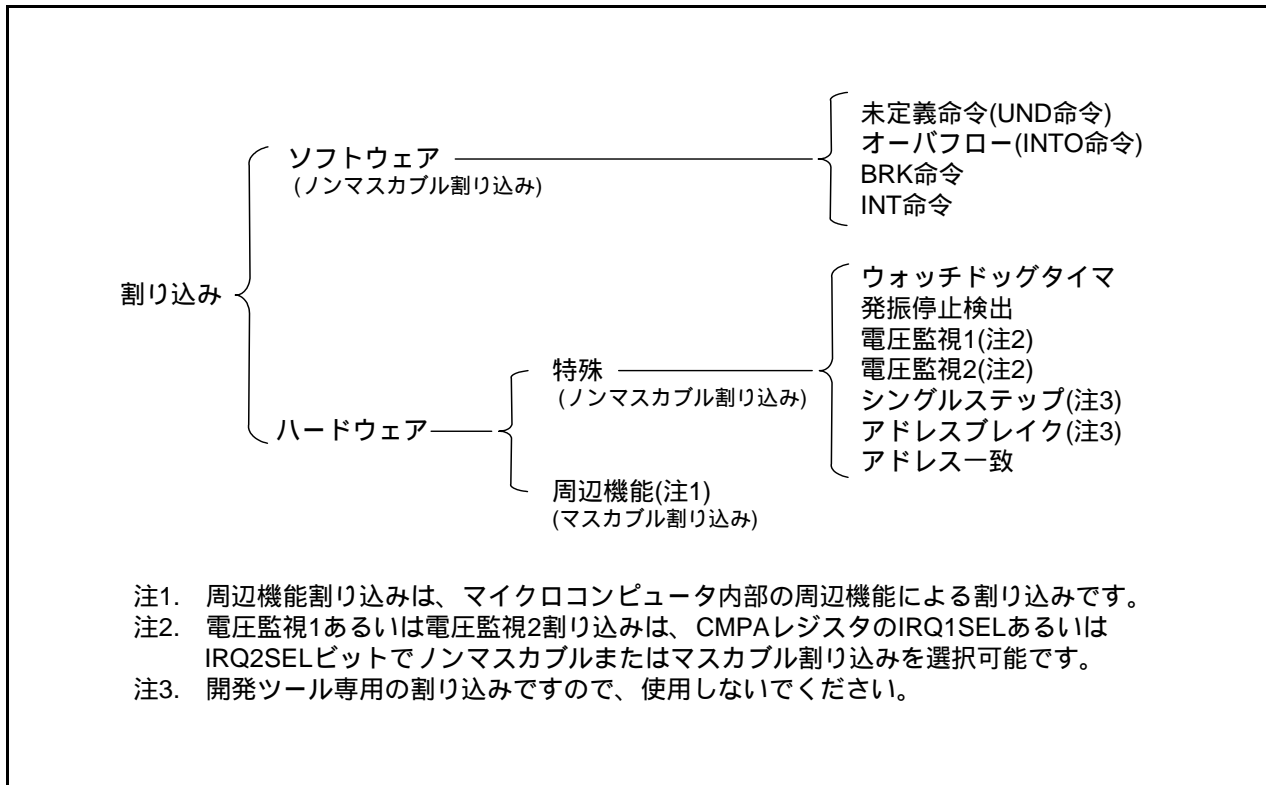 割り込み
ソフトウェア
(ノンマスカブル割り込み)
未定義命令(UND命令)
オーバフロー(INTO命令)
BRK命令
INT命令
ハードウェア
特殊
(ノンマスカブル割り込み)
ウォッチドッグタイマ
発振停止検出
電圧監視1(注2)
電圧監視2(注2)
シングルステップ(注3)
アドレスブレイク(注3)
アドレス一致
周辺機能(注1)
(マスカブル割り込み)
注1. 周辺機能割り込みは、マイクロコンピュータ内部の周辺機能による割り込みです。
注2. 電圧監視1あるいは電圧監視2割り込みは、CMPAレジスタのIRQ1SELあるいは
IRQ2SELビットでノンマスカブルまたはマスカブル割り込みを選択可能です。
注3. 開発ツール専用の割り込みですので、使用しないでください。